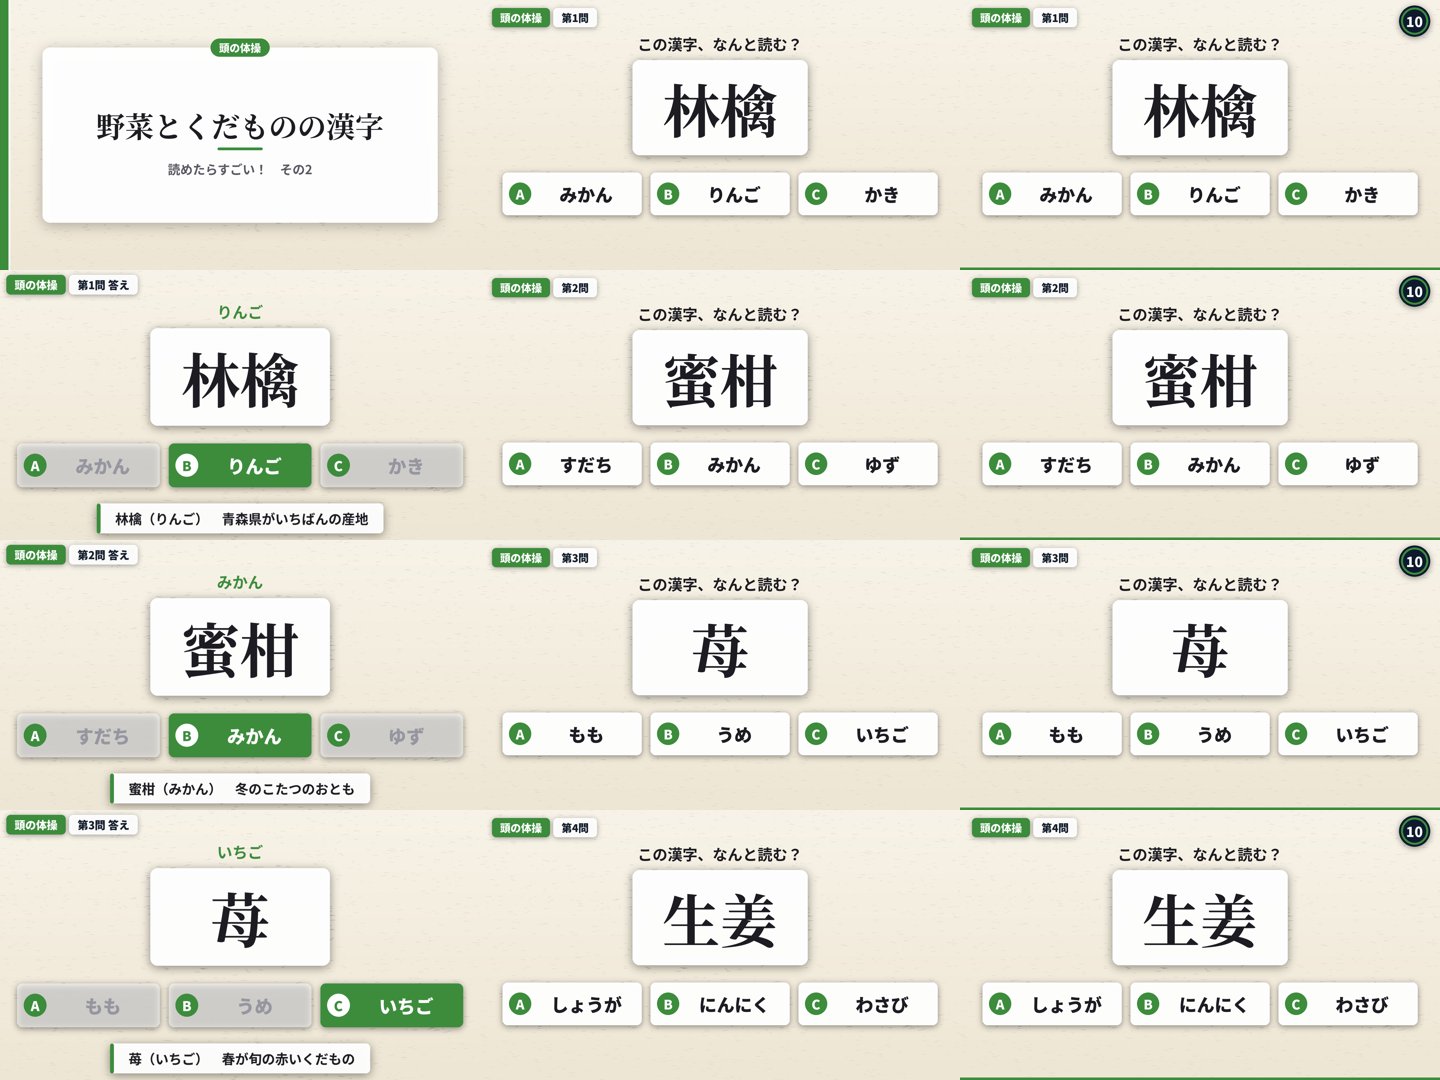 頭の体操
野菜とくだものの漢字
読めたらすごい！　その2
頭の体操 第1問
この漢字、なんと読む？
林檎
A みかん B りんご C かき
頭の体操 第1問 10
この漢字、なんと読む？
林檎
A みかん B りんご C かき
頭の体操 第1問 答え
りんご
林檎
A みかん B りんご C かき
林檎（りんご）　青森県がいちばんの産地
頭の体操 第2問
この漢字、なんと読む？
蜜柑
A すだち B みかん C ゆず
頭の体操 第2問 10
この漢字、なんと読む？
蜜柑
A すだち B みかん C ゆず
頭の体操 第2問 答え
みかん
蜜柑
A すだち B みかん C ゆず
蜜柑（みかん）　冬のこたつのおとも
頭の体操 第3問
この漢字、なんと読む？
苺
A もも B うめ C いちご
頭の体操 第3問 10
この漢字、なんと読む？
苺
A もも B うめ C いちご
頭の体操 第3問 答え
いちご
苺
A もも B うめ C いちご
苺（いちご）　春が旬の赤いくだもの
頭の体操 第4問
この漢字、なんと読む？
生姜
A しょうが B にんにく C わさび
頭の体操 第4問 10
この漢字、なんと読む？
生姜
A しょうが B にんにく C わさび